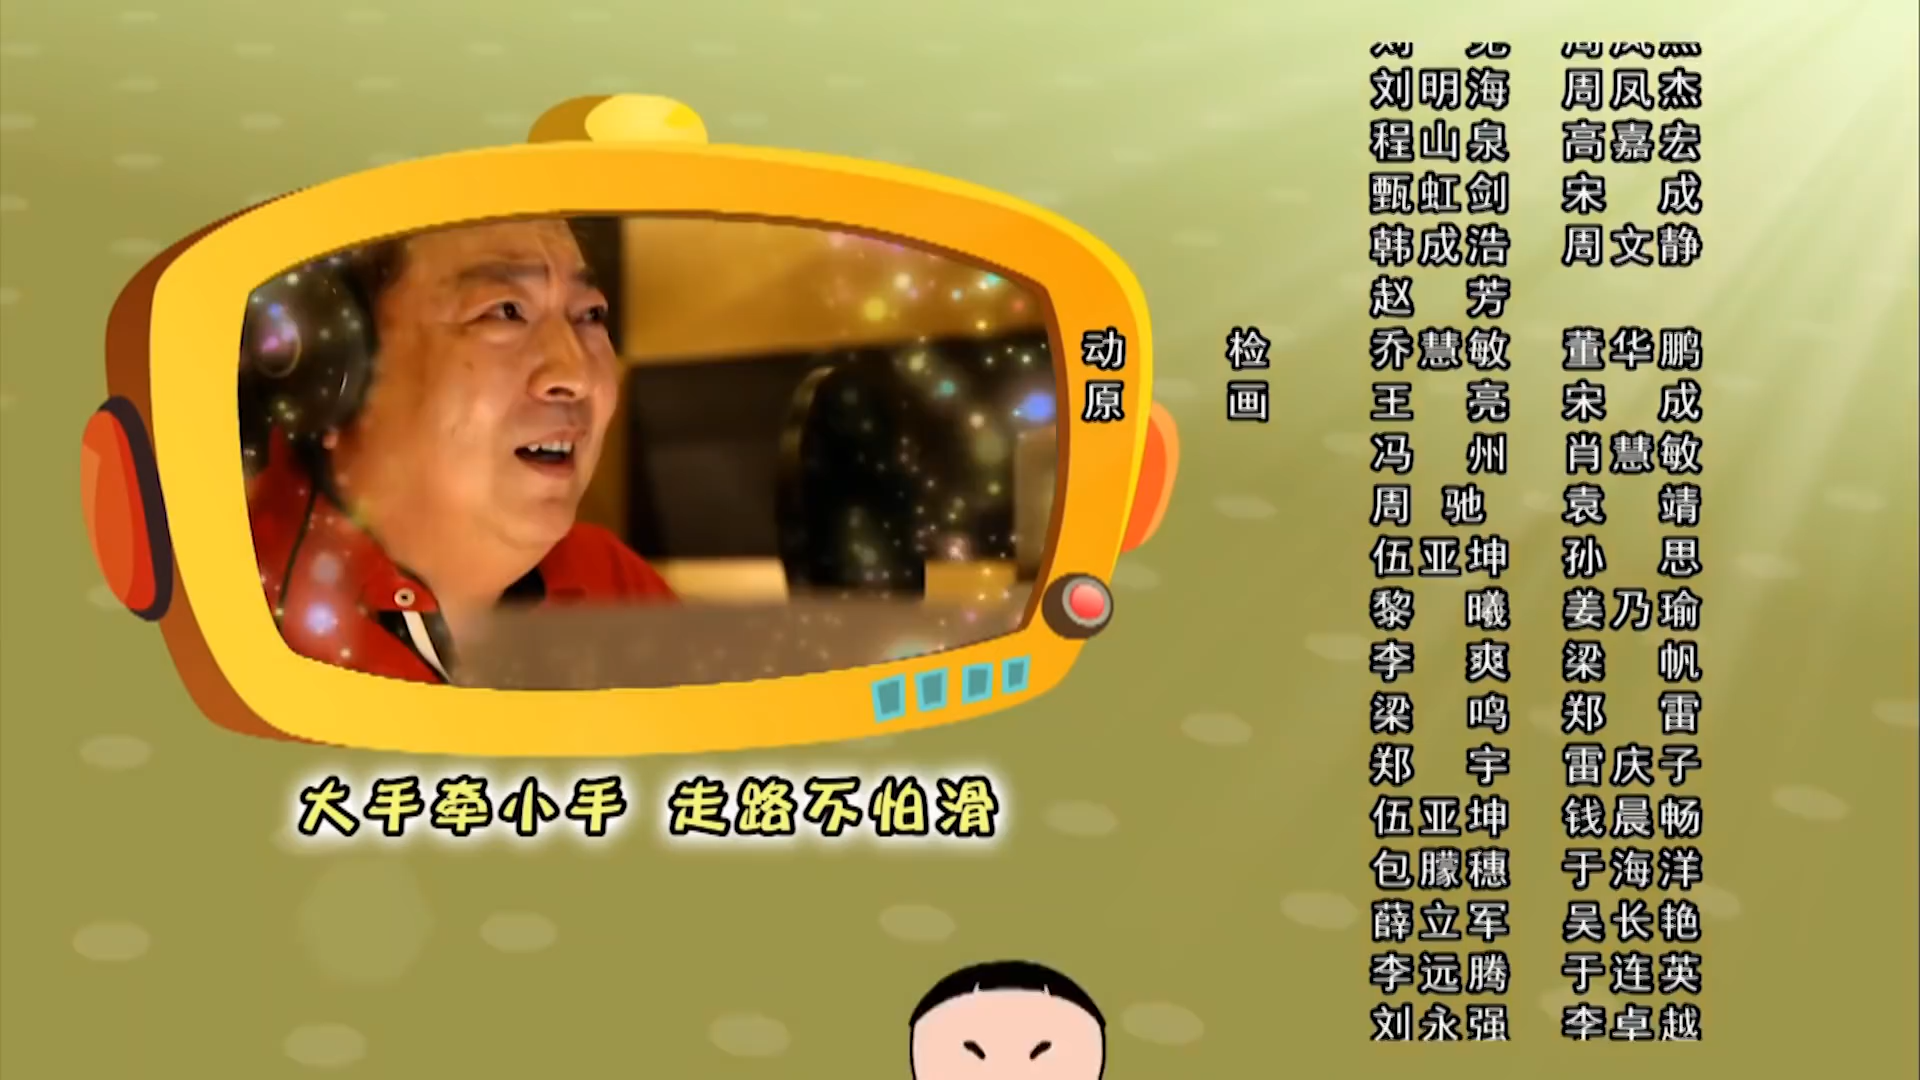 刘明海 周凤杰
程山泉 高嘉宏
甄虹剑 宋成
韩成浩 周文静
赵芳
动检 乔慧敏 董华鹏
原画 王亮 宋成
冯州 肖慧敏
周驰 袁靖
伍亚坤 孙思
黎曦 姜乃瑜
李爽 梁帆
梁鸣 郑雷
郑宇 雷庆子
伍亚坤 钱晨畅
包朦穗 于海洋
薛立军 吴长艳
李远腾 于连英
刘永强 李卓越
大手牵小手 走路不怕滑